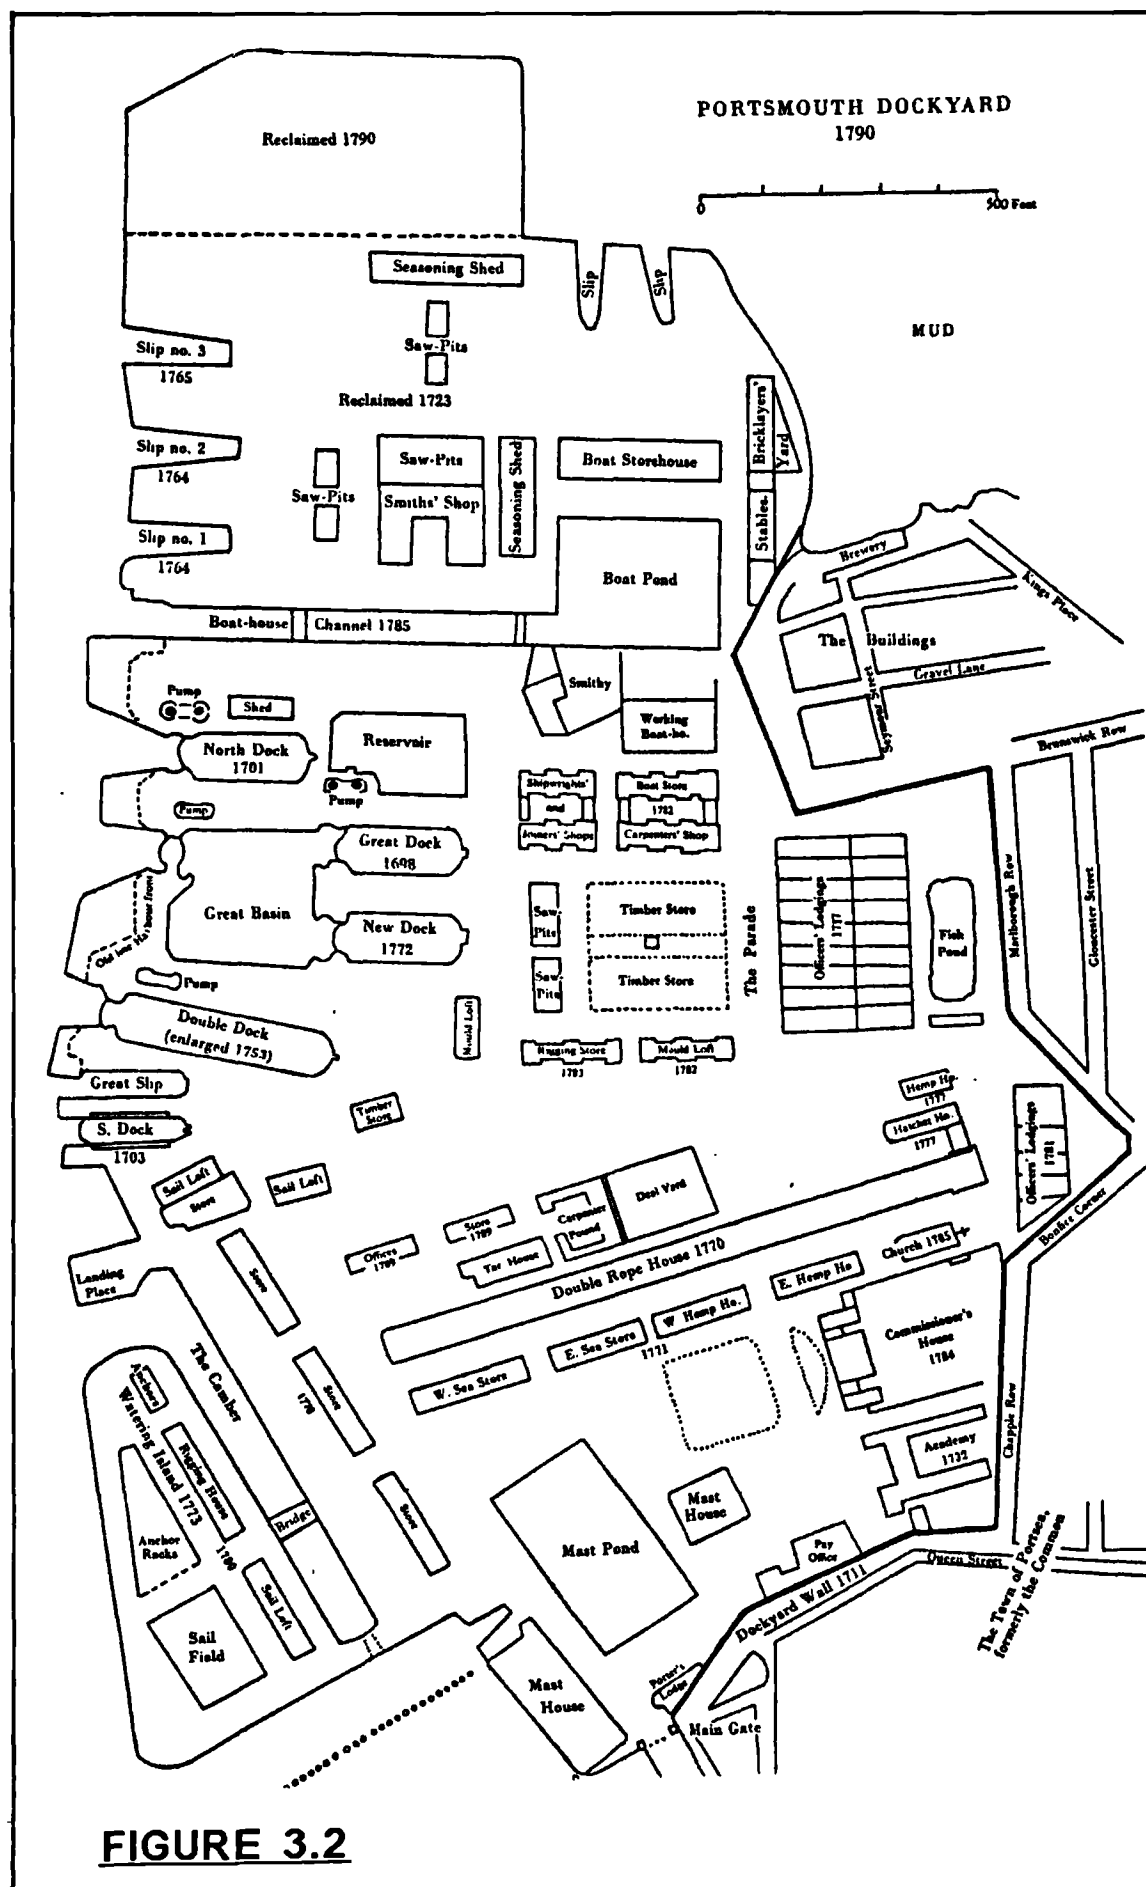 PORTSMOUTH DOCKYARD
1790
0
500 Feet
Reclaimed 1790
Seasoning Shed
Slip
Slip
MUD
Saw-Pits
Slip no. 3
1765
Reclaimed 1723
Bricklayers'
Yard
Slip no. 2
1764
Saw-Pits
Saw-Pits
Smiths' Shop
Seasoning Shed
Boat Storehouse
Stables.
Slip no. 1
1764
Boat Pond
Brewery
Kings Place
Boat-house
Channel 1785
The Buildings
Gravel Lane
Seymour Street
Smithy
Pump
Shed
Working
Boat-ho.
Brunswick Row
North Dock
1701
Reservoir
Pump
Pump
Shipwrights'
and
Joiners' Shops
Boat Store
1782
Carpenters' Shop
Great Dock
1698
Marlborough Row
Gloucester Street
Great Basin
New Dock
1772
Saw-
Pits
Timber Store
The Parade
Officers' Lodgings
1777
Fish
Pond
Saw-
Pits
Timber Store
Pump
Double Dock
(enlarged 1753)
Mould Loft
Rigging Store
1783
Mould Loft
1782
Great Slip
Hemp Ho.
1777
Hatchet Ho.
1777
Timber
Store
S. Dock
1703
Officers' Lodgings
1781
Sail Loft
Store
Sail Loft
Deal Yard
Carpenter
Pound
Bonfire Corner
Store
1789
Offices
1789
Tar House
Double Rope House 1770
Church 1785
Landing
Place
Store
E. Hemp Ho
W. Hemp Ho.
E. Sea Store
1771
W. Sea Store
Commissioner's
House
1784
The Camber
Store
1778
Anchors
Watering Island 1773
Rigging House
Chapple Row
Academy
1732
Store
Mast
House
Anchor
Racks
Bridge
Mast Pond
Pay
Office
Queen Street
The Town of Portsea,
formerly the Common
Dockyard Wall 1711
Sail Loft
Sail
Field
Porter's
Lodge
Mast
House
Main Gate
FIGURE 3.2